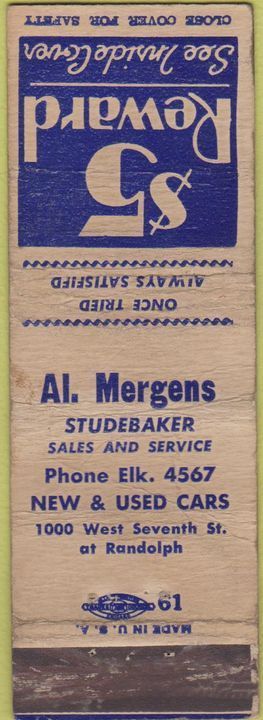 CLOSE COVER FOR SAFETY
See Inside Cover
$5
Reward
ONCE TRIED
ALWAYS SATISFIED
Al. Mergens
STUDEBAKER
SALES AND SERVICE
Phone Elk. 4567
NEW & USED CARS
1000 West Seventh St.
at Randolph
61
MADE IN U. S. A.